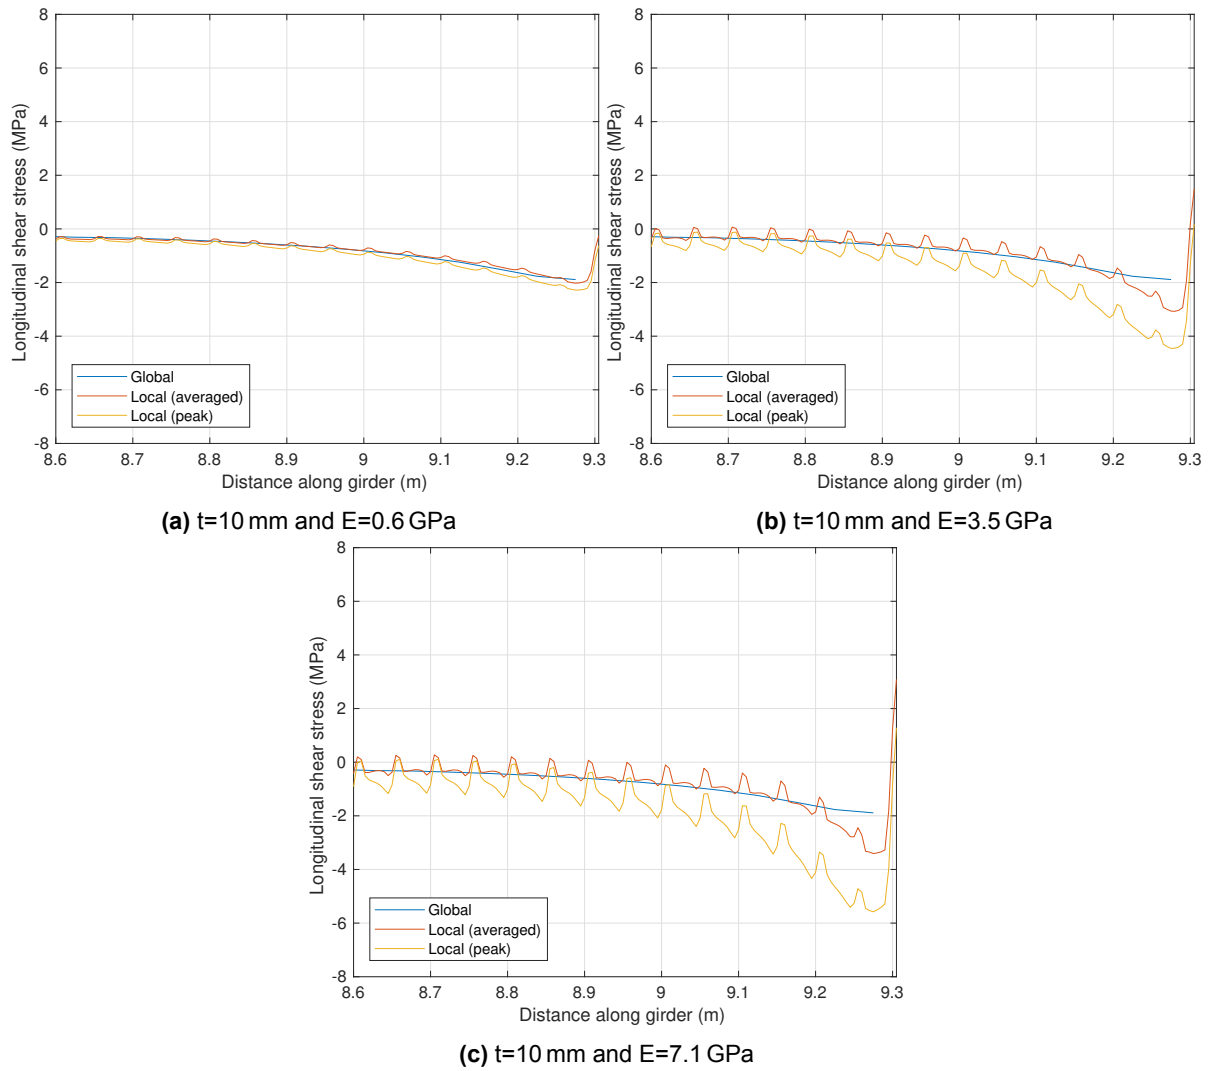 8
6
4
2
0
-2
-4
-6
-8
Longitudinal shear stress (MPa)
Global
Local (averaged)
Local (peak)
8.6 8.7 8.8 8.9 9 9.1 9.2 9.3
Distance along girder (m)
(a) t=10 mm and E=0.6 GPa
8
6
4
2
0
-2
-4
-6
-8
Longitudinal shear stress (MPa)
Global
Local (averaged)
Local (peak)
8.6 8.7 8.8 8.9 9 9.1 9.2 9.3
Distance along girder (m)
(b) t=10 mm and E=3.5 GPa
8
6
4
2
0
-2
-4
-6
-8
Longitudinal shear stress (MPa)
Global
Local (averaged)
Local (peak)
8.6 8.7 8.8 8.9 9 9.1 9.2 9.3
Distance along girder (m)
(c) t=10 mm and E=7.1 GPa